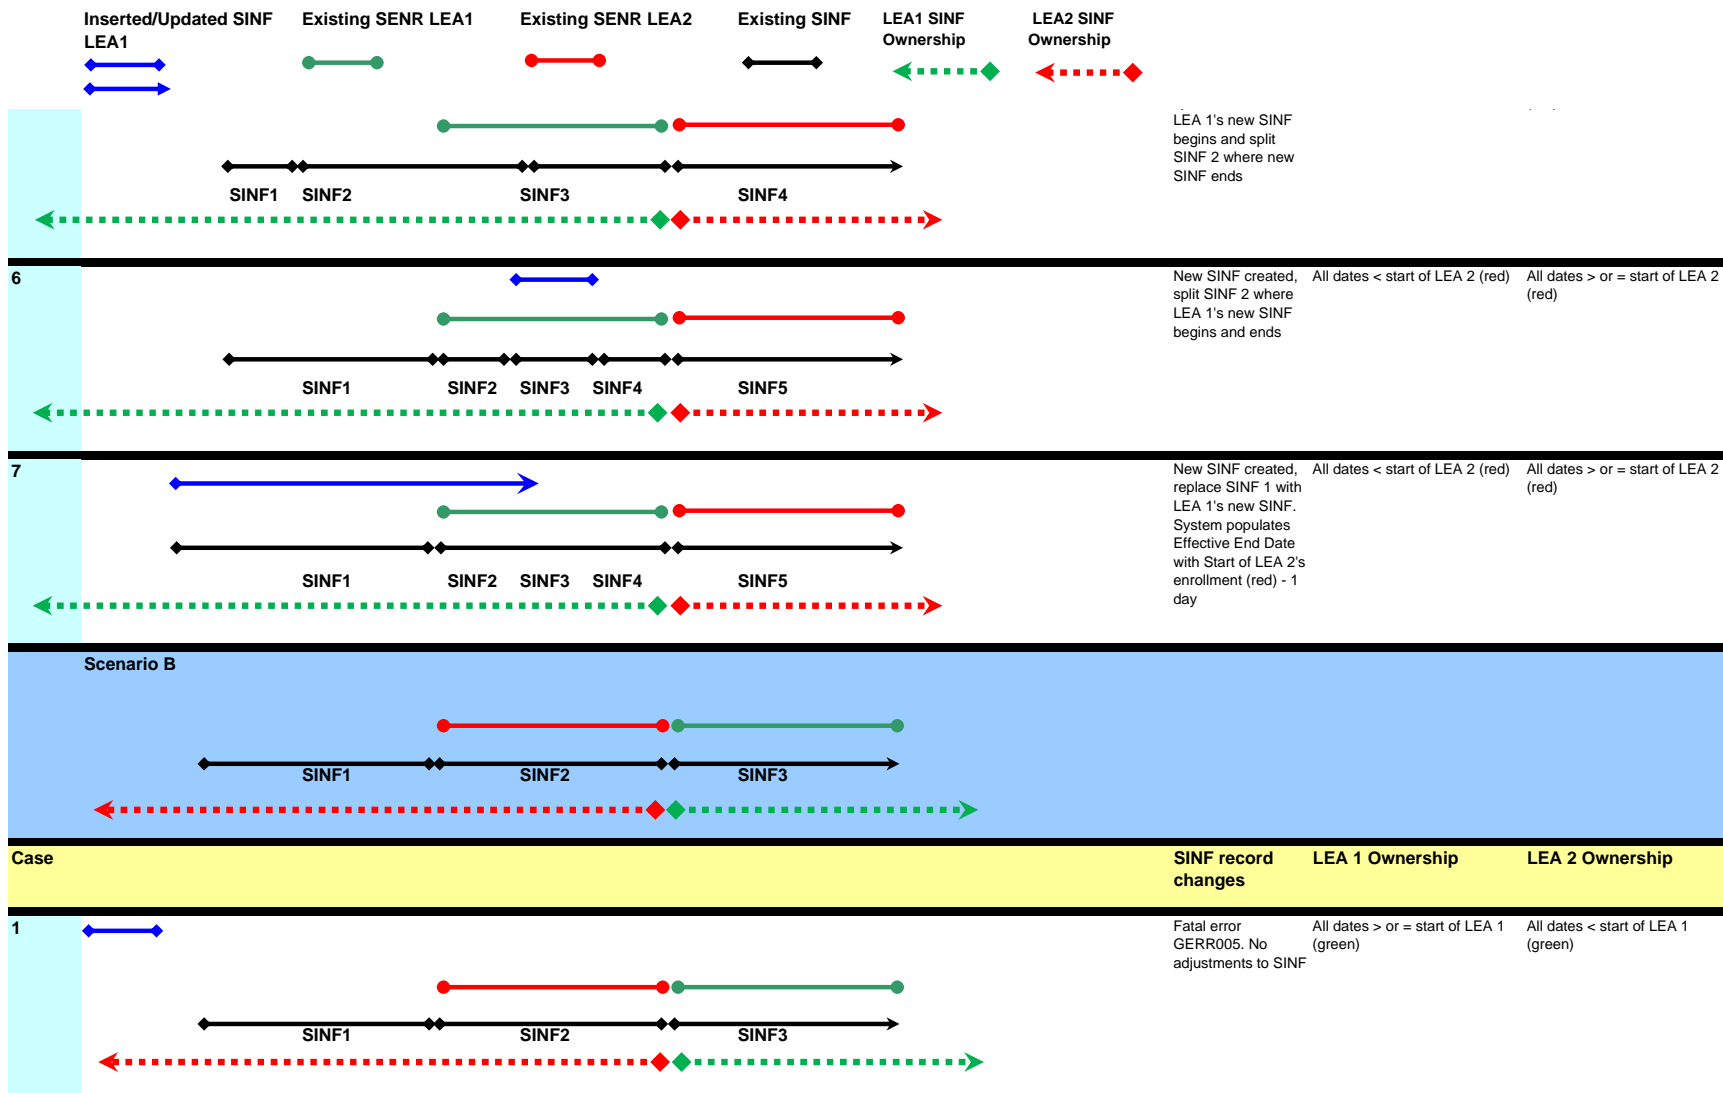 Inserted/Updated SINF
LEA1
Existing SENR LEA1
Existing SENR LEA2
Existing SINF
LEA1 SINF
Ownership
LEA2 SINF
Ownership
LEA 1's new SINF
begins and split
SINF 2 where new
SINF ends
SINF1 SINF2 SINF3 SINF4
6
New SINF created,
split SINF 2 where
LEA 1's new SINF
begins and ends
All dates < start of LEA 2 (red)
All dates > or = start of LEA 2
(red)
SINF1 SINF2 SINF3 SINF4 SINF5
7
New SINF created,
replace SINF 1 with
LEA 1's new SINF.
System populates
Effective End Date
with Start of LEA 2's
enrollment (red) - 1
day
All dates < start of LEA 2 (red)
All dates > or = start of LEA 2
(red)
SINF1 SINF2 SINF3 SINF4 SINF5
Scenario B
SINF1 SINF2 SINF3
Case
SINF record
changes
LEA 1 Ownership
LEA 2 Ownership
1
Fatal error
GERR005. No
adjustments to SINF
All dates > or = start of LEA 1
(green)
All dates < start of LEA 1
(green)
SINF1 SINF2 SINF3